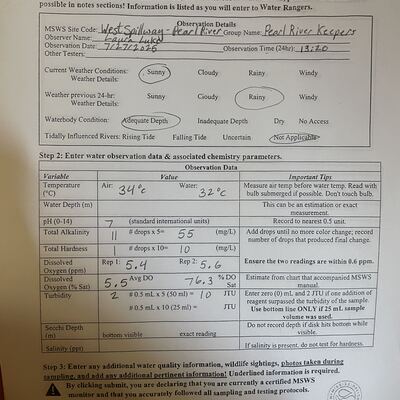 possible in notes sections! Information is listed as you will enter to Water Rangers.
Observation Details
MSWS Site Code: West Spillway - Pearl River Group Name: Pearl River Keepers
Observer Name: Laura Luke
Observation Date: 7/27/2025 Observation Time (24hr): 13:20
Other Testers:
Current Weather Conditions: Sunny Cloudy Rainy Windy
Weather Details:
Weather previous 24-hr: Sunny Cloudy Rainy Windy
Weather Details:
Waterbody Condition: Adequate Depth Inadequate Depth Dry No Access
Tidally Influenced Rivers: Rising Tide Falling Tide Uncertain Not Applicable
Step 2: Enter water observation data & associated chemistry parameters.
Observation Data
Variable Value Important Tips
Temperature (°C) Air: 34°c Water: 32°c Measure air temp before water temp. Read with bulb submerged if possible. Don't touch bulb.
Water Depth (m) This can be an estimation or exact measurement.
pH (0-14) 7 (standard international units) Record to nearest 0.5 unit.
Total Alkalinity 11 # drops x 5= 55 (mg/L) Add drops until no more color change; record number of drops that produced final change.
Total Hardness 1 # drops x 10= 10 (mg/L)
Dissolved Oxygen (ppm) Rep 1: 5.4 Rep 2: 5.6 Ensure the two readings are within 0.6 ppm.
Dissolved Oxygen (% Sat) 5.5 Avg DO 76.3 % DO Sat Estimate from chart that accompanied MSWS manual.
Turbidity 2 # 0.5 mL x 5 (50 ml) = 10 JTU Enter zero (0) mL and 2 JTU if one addition of reagent surpassed the turbidity of the sample.
# 0.5 mL x 10 (25 ml) = JTU Use bottom line ONLY if 25 mL sample volume was used.
Secchi Depth (m) bottom visible exact reading Do not record depth if disk hits bottom while visible.
Salinity (ppt) If salinity is present, do not test for hardness.
Step 3: Enter any additional water quality information, wildlife sightings, photos taken during
sampling, and add any additional pertinent information! Underlined information is required.
By clicking submit, you are declaring that you are currently a certified MSWS
monitor and that you accurately followed all sampling and testing protocols.